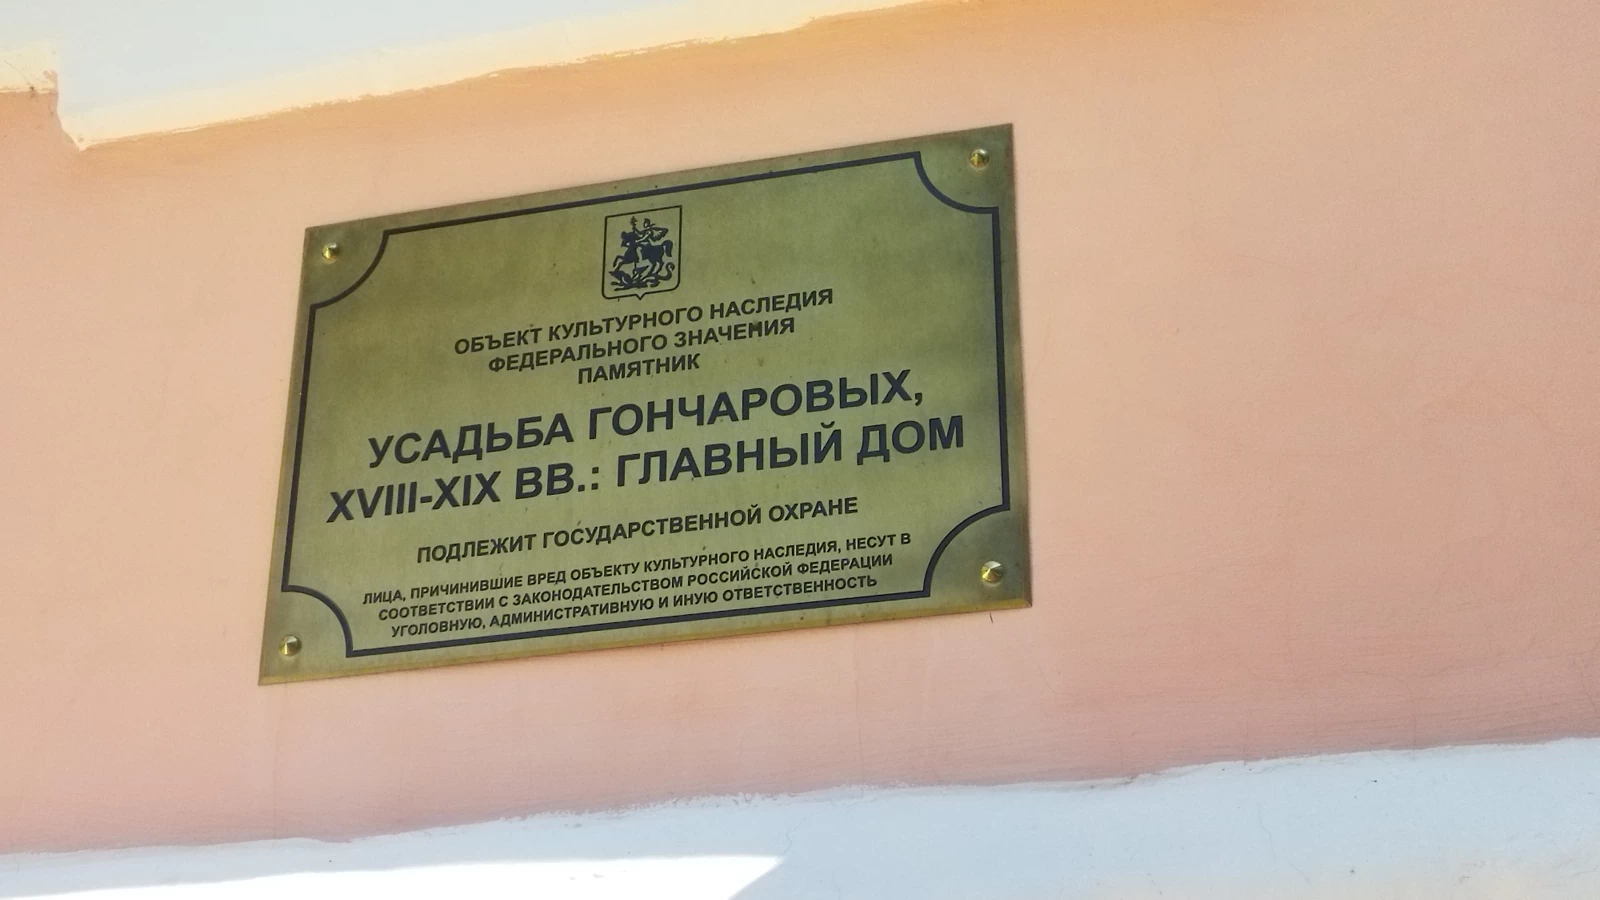 ОБЪЕКТ КУЛЬТУРНОГО НАСЛЕДИЯ
ФЕДЕРАЛЬНОГО ЗНАЧЕНИЯ
ПАМЯТНИК
УСАДЬБА ГОНЧАРОВЫХ,
XVIII-XIX ВВ.: ГЛАВНЫЙ ДОМ
ПОДЛЕЖИТ ГОСУДАРСТВЕННОЙ ОХРАНЕ
ЛИЦА, ПРИЧИНИВШИЕ ВРЕД ОБЪЕКТУ КУЛЬТУРНОГО НАСЛЕДИЯ, НЕСУТ В
СООТВЕТСТВИИ С ЗАКОНОДАТЕЛЬСТВОМ РОССИЙСКОЙ ФЕДЕРАЦИИ
УГОЛОВНУЮ, АДМИНИСТРАТИВНУЮ И ИНУЮ ОТВЕТСТВЕННОСТЬ